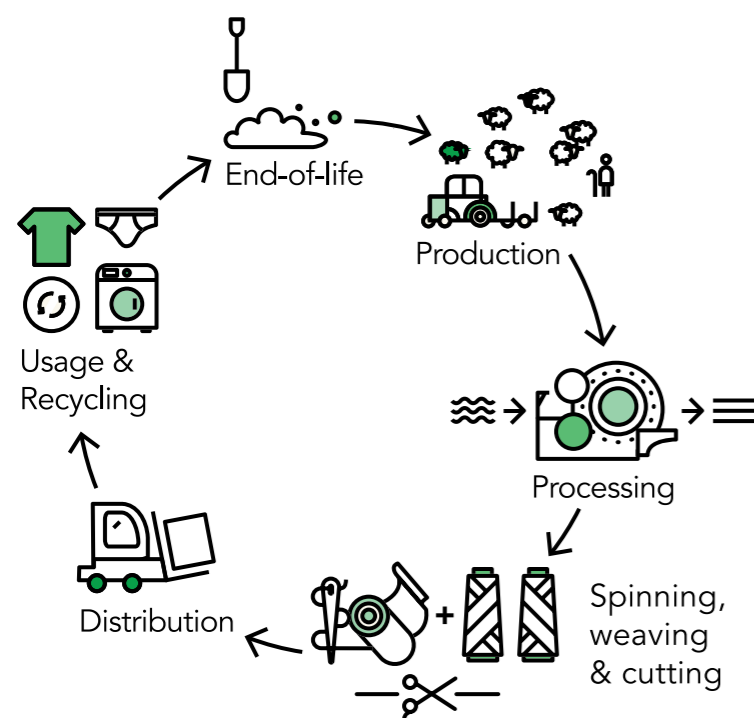 End-of-life
Production
Processing
Spinning,
weaving
& cutting
Distribution
Usage &
Recycling